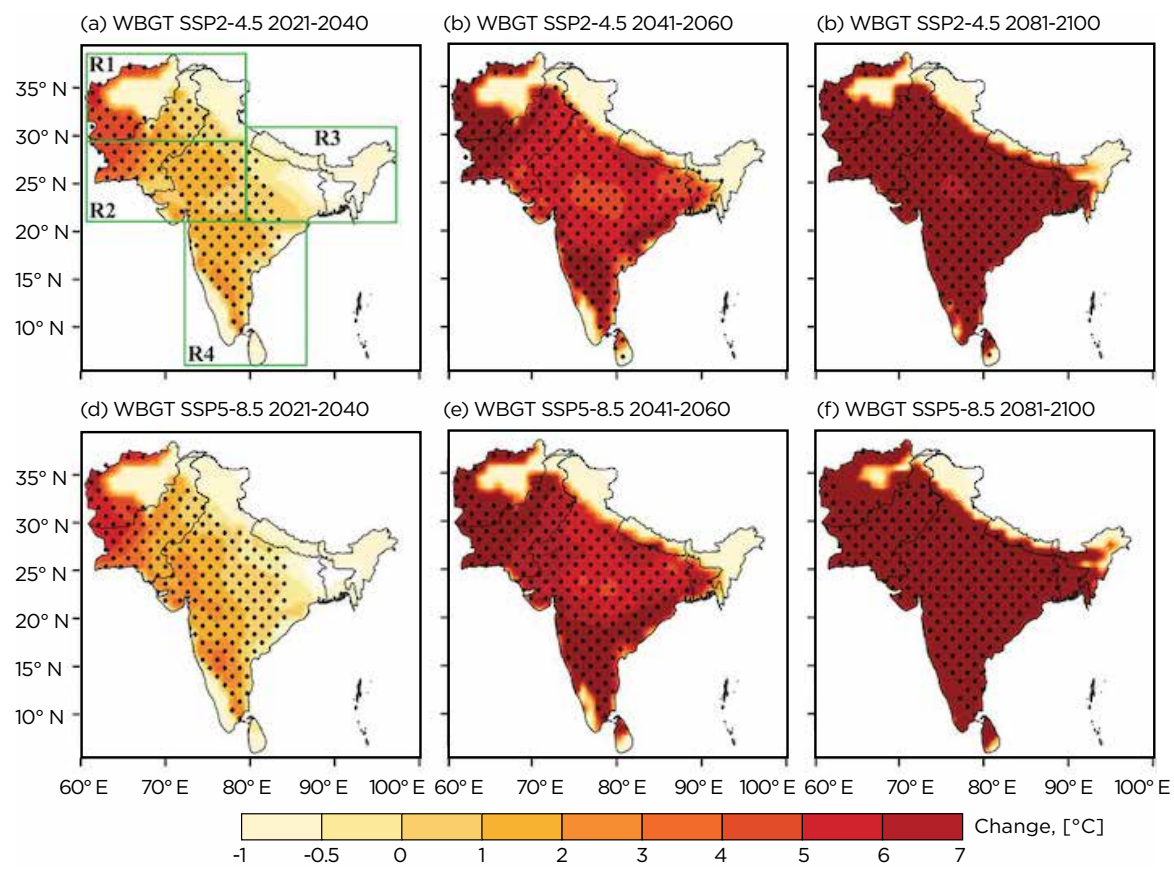 (a) WBGT SSP2-4.5 2021-2040
(b) WBGT SSP2-4.5 2041-2060
(b) WBGT SSP2-4.5 2081-2100
R1
R3
R2
R4
35° N
30° N
25° N
20° N
15° N
10° N
(d) WBGT SSP5-8.5 2021-2040
(e) WBGT SSP5-8.5 2041-2060
(f) WBGT SSP5-8.5 2081-2100
35° N
30° N
25° N
20° N
15° N
10° N
60° E 70° E 80° E 90° E 100° E
60° E 70° E 80° E 90° E 100° E
60° E 70° E 80° E 90° E 100° E
Change, [°C]
-1 -0.5 0 1 2 3 4 5 6 7